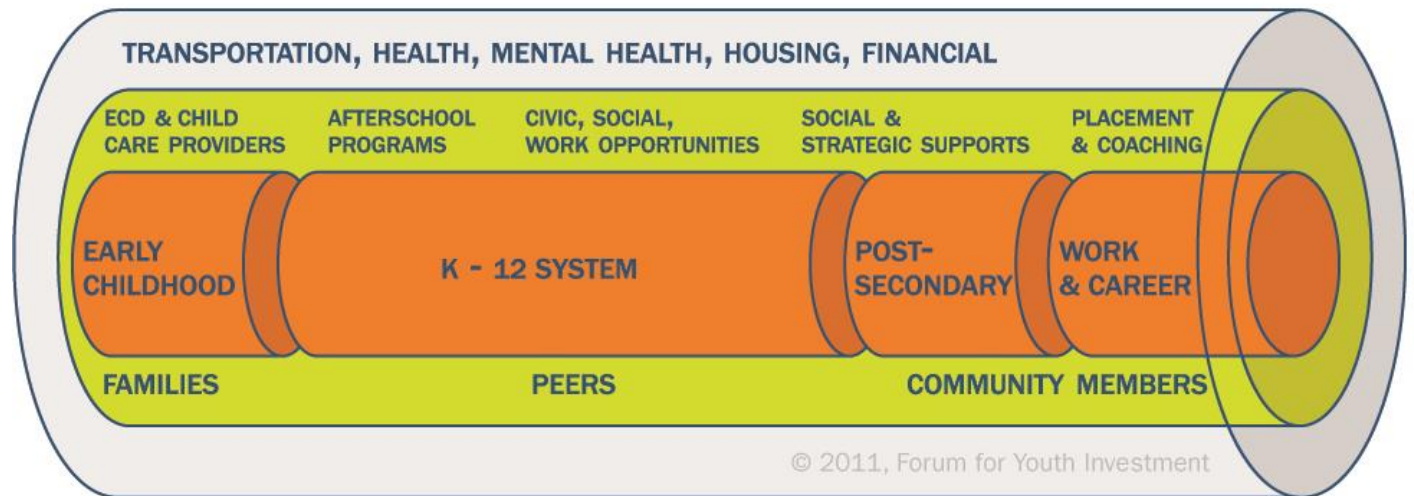 TRANSPORTATION, HEALTH, MENTAL HEALTH, HOUSING, FINANCIAL
ECD & CHILD
CARE PROVIDERS
AFTERSCHOOL
PROGRAMS
CIVIC, SOCIAL,
WORK OPPORTUNITIES
SOCIAL &
STRATEGIC SUPPORTS
PLACEMENT
& COACHING
EARLY
CHILDHOOD
K - 12 SYSTEM
POST-
SECONDARY
WORK
& CAREER
FAMILIES
PEERS
COMMUNITY MEMBERS
© 2011, Forum for Youth Investment